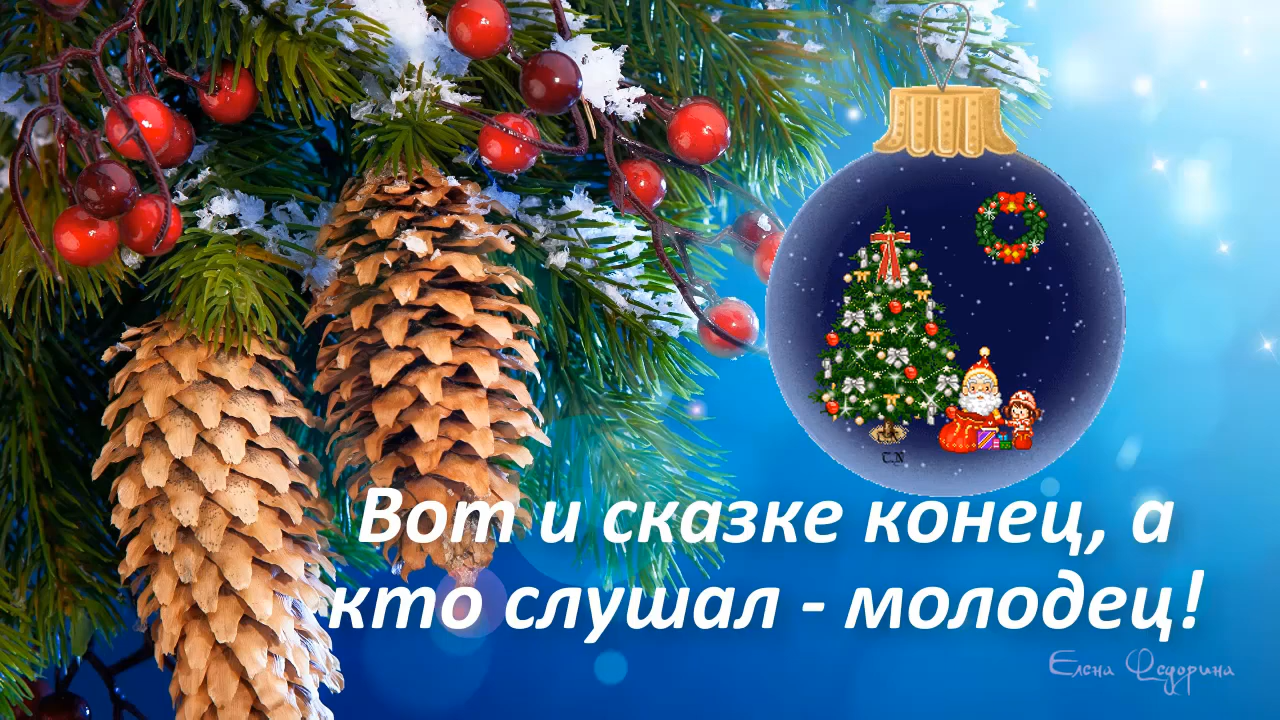 T.N
Вот и сказке конец, а
кто слушал - молодец!
Елена Федорина